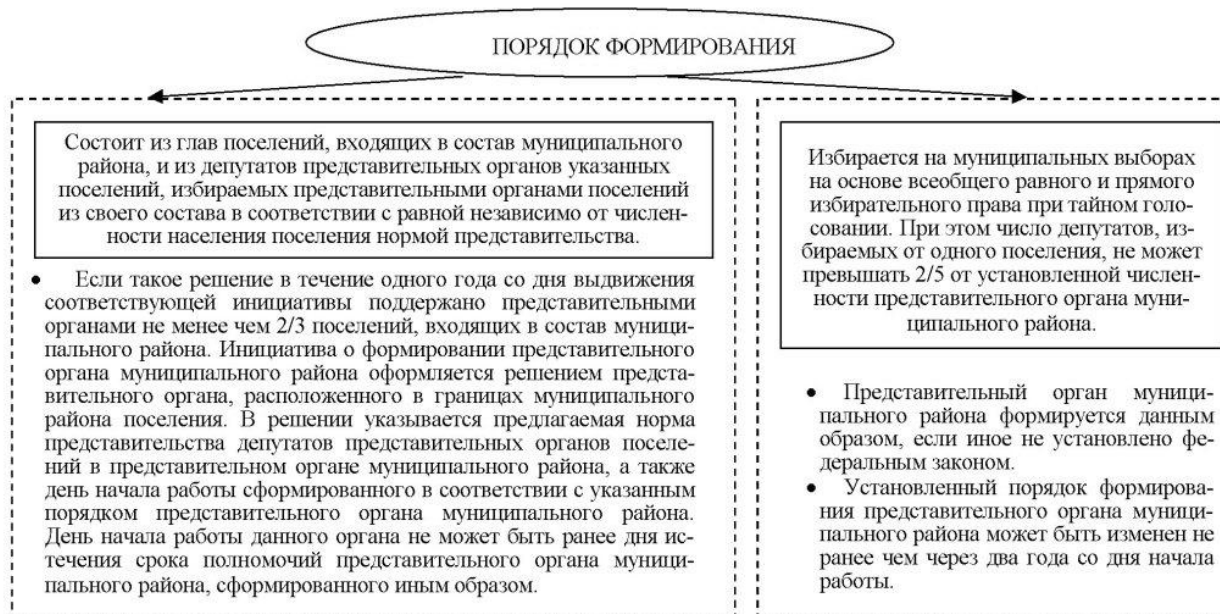 ПОРЯДОК ФОРМИРОВАНИЯ
Состоит из глав поселений, входящих в состав муниципального
района, и из депутатов представительных органов указанных
поселений, избираемых представительными органами поселений
из своего состава в соответствии с равной независимо от числен-
ности населения поселения нормой представительства.
• Если такое решение в течение одного года со дня выдвижения
соответствующей инициативы поддержано представительными
органами не менее чем 2/3 поселений, входящих в состав муници-
пального района. Инициатива о формировании представительного
органа муниципального района оформляется решением предста-
вительного органа, расположенного в границах муниципального
района поселения. В решении указывается предлагаемая норма
представительства депутатов представительных органов поселе-
ний в представительном органе муниципального района, а также
день начала работы сформированного в соответствии с указанным
порядком представительного органа муниципального района.
День начала работы данного органа не может быть ранее дня ис-
течения срока полномочий представительного органа муници-
пального района, сформированного иным образом.
Избирается на муниципальных выборах
на основе всеобщего равного и прямого
избирательного права при тайном голо-
совании. При этом число депутатов, из-
бираемых от одного поселения, не может
превышать 2/5 от установленной числен-
ности представительного органа муни-
ципального района.
• Представительный орган муници-
пального района формируется данным
образом, если иное не установлено фе-
деральным законом.
• Установленный порядок формирова-
ния представительного органа муници-
пального района может быть изменен не
ранее чем через два года со дня начала
работы.